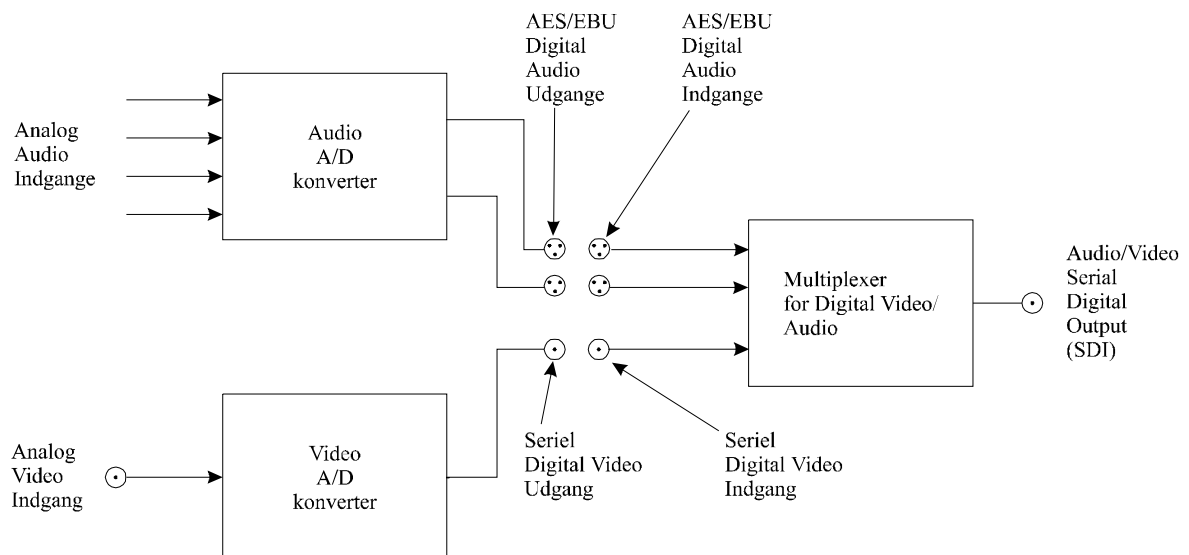 AES/EBU
Digital
Audio
Udgange
AES/EBU
Digital
Audio
Indgange
Analog
Audio
Indgange
Audio
A/D
konverter
Multiplexer
for Digital Video/
Audio
Audio/Video
Serial
Digital
Output
(SDI)
Analog
Video
Indgang
Video
A/D
konverter
Seriel
Digital Video
Udgang
Seriel
Digital Video
Indgang